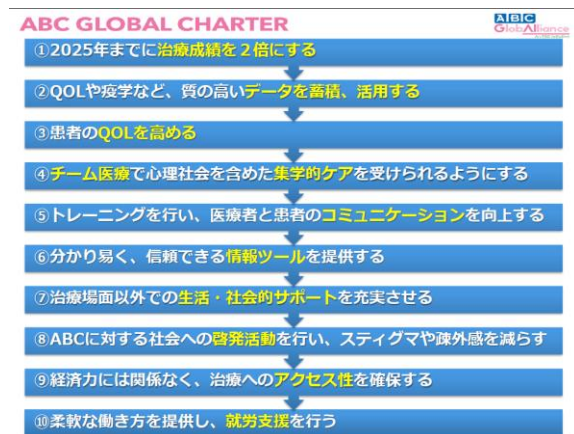 ABC GLOBAL CHARTER
ABC
GlobalAlliance
①2025年までに治療成績を2倍にする
②QOLや疫学など、質の高いデータを蓄積、活用する
③患者のQOLを高める
④チーム医療で心理社会を含めた集学的ケアを受けられるようにする
⑤トレーニングを行い、医療者と患者のコミュニケーションを向上する
⑥分かり易く、信頼できる情報ツールを提供する
⑦治療場面以外での生活・社会的サポートを充実させる
⑧ABCに対する社会への啓発活動を行い、スティグマや疎外感を減らす
⑨経済力には関係なく、治療へのアクセス性を確保する
⑩柔軟な働き方を提供し、就労支援を行う